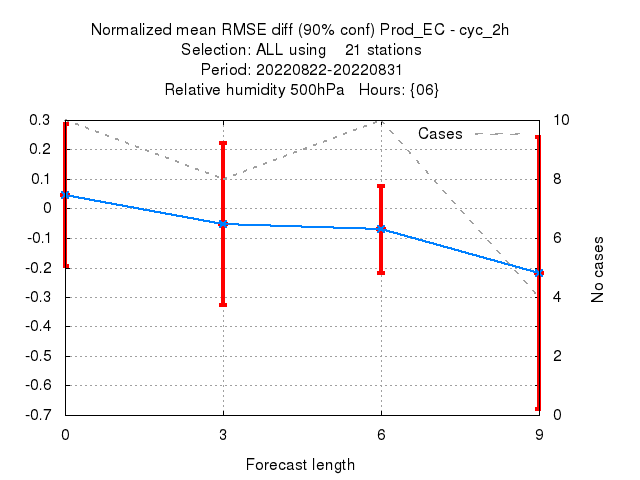 Normalized mean RMSE diff (90% conf) Prod_EC - cyc_2h
Selection: ALL using 21 stations
Period: 20220822-20220831
Relative humidity 500hPa Hours: {06}
Cases
0.3
0.2
0.1
0
-0.1
-0.2
-0.3
-0.4
-0.5
-0.6
-0.7
10
8
6
4
2
0
No cases
0 3 6 9
Forecast length